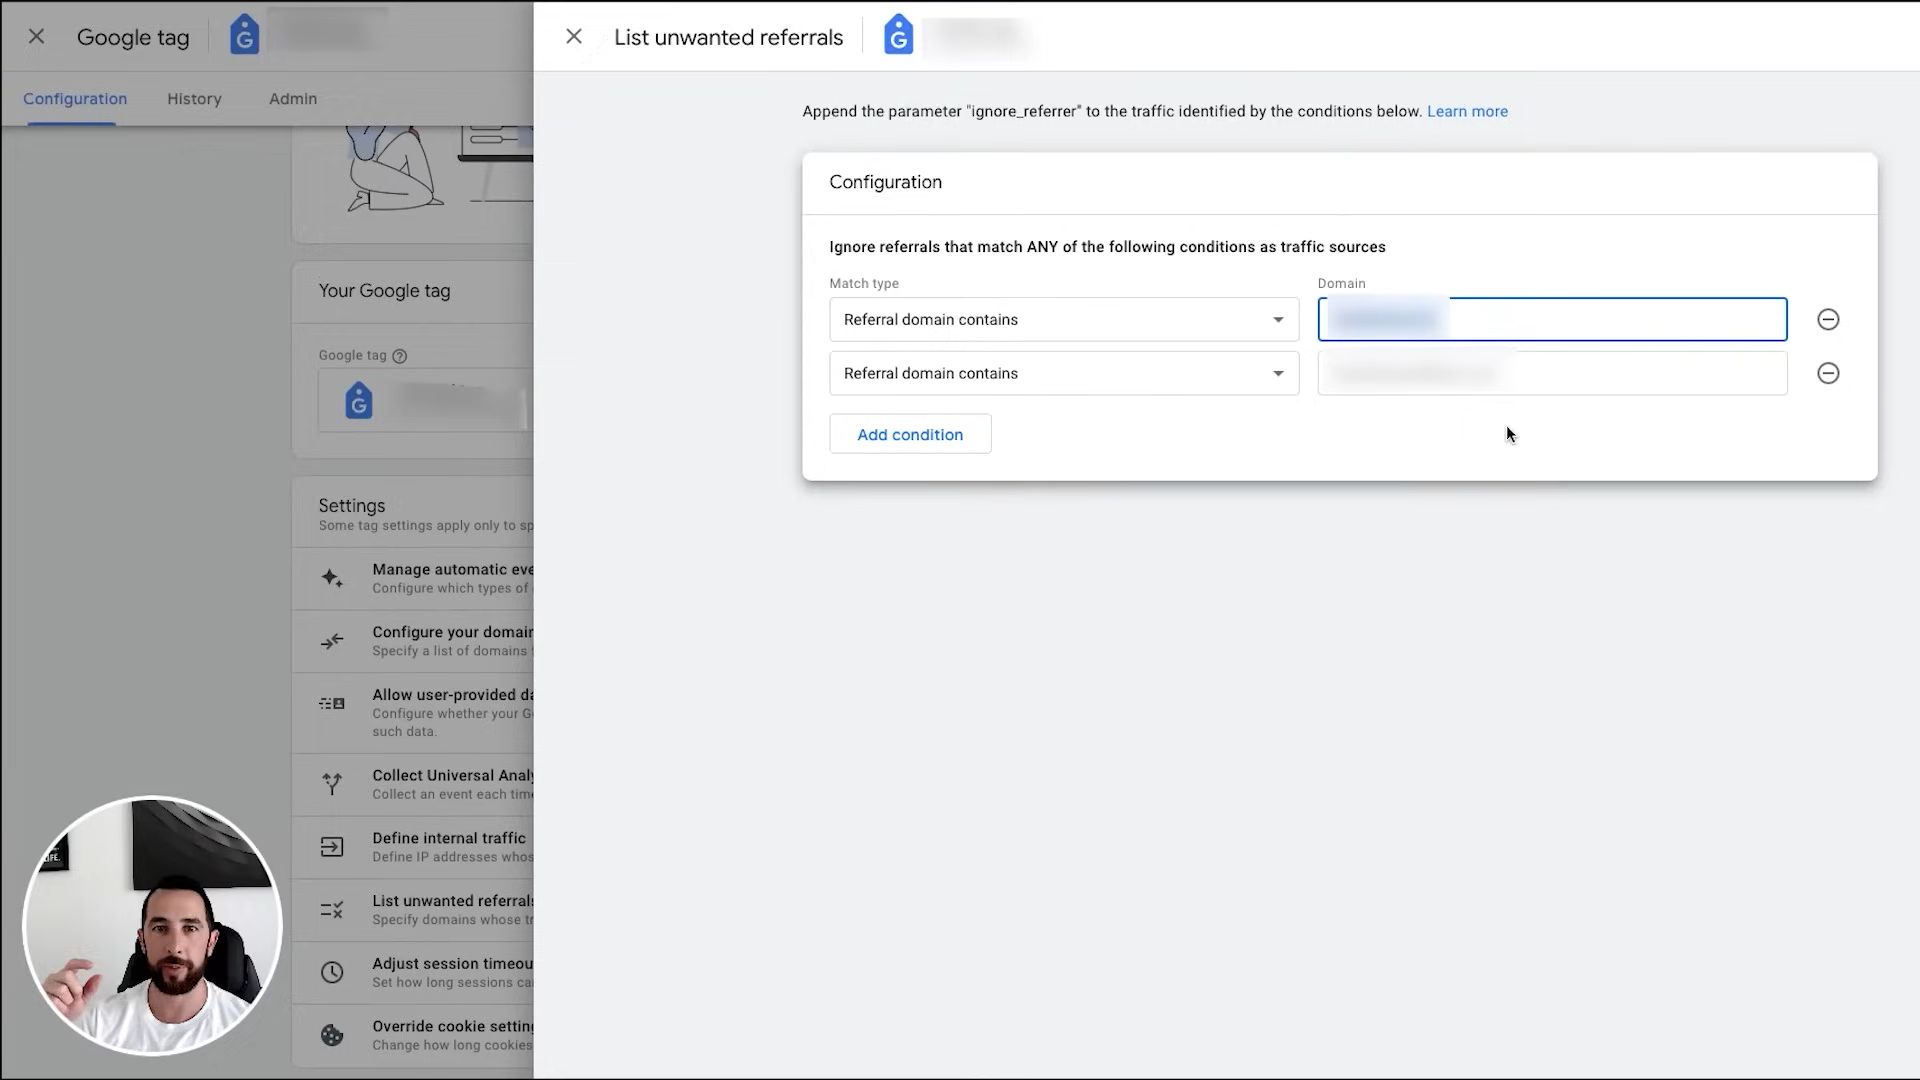 Google tag
Configuration
History
Admin
Your Google tag
Google tag
Settings
Some tag settings apply only to sp
Manage automatic eve
Configure which types of
Configure your domain
Specify a list of domains
Allow user-provided da
Configure whether your G
such data.
Collect Universal Analy
Collect an event each time
Define internal traffic
Define IP addresses whos
List unwanted referrals
Specify domains whose tr
Adjust session timeou
Set how long sessions ca
Override cookie setting
Change how long cookies
List unwanted referrals
Append the parameter "ignore_referrer" to the traffic identified by the conditions below. Learn more
Configuration
Ignore referrals that match ANY of the following conditions as traffic sources
Match type
Domain
Referral domain contains
Referral domain contains
Add condition